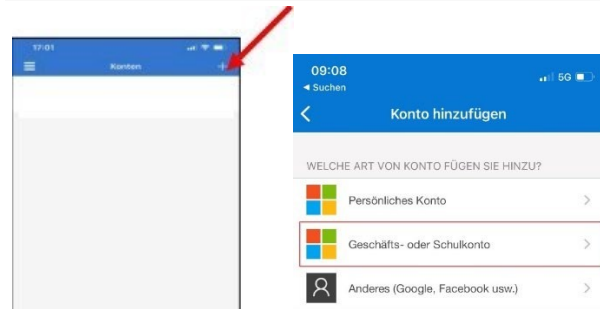 17:01
Konten
09:08
5G
◂ Suchen
Konto hinzufügen
WELCHE ART VON KONTO FÜGEN SIE HINZU?
Persönliches Konto
Geschäfts- oder Schulkonto
Anderes (Google, Facebook usw.)